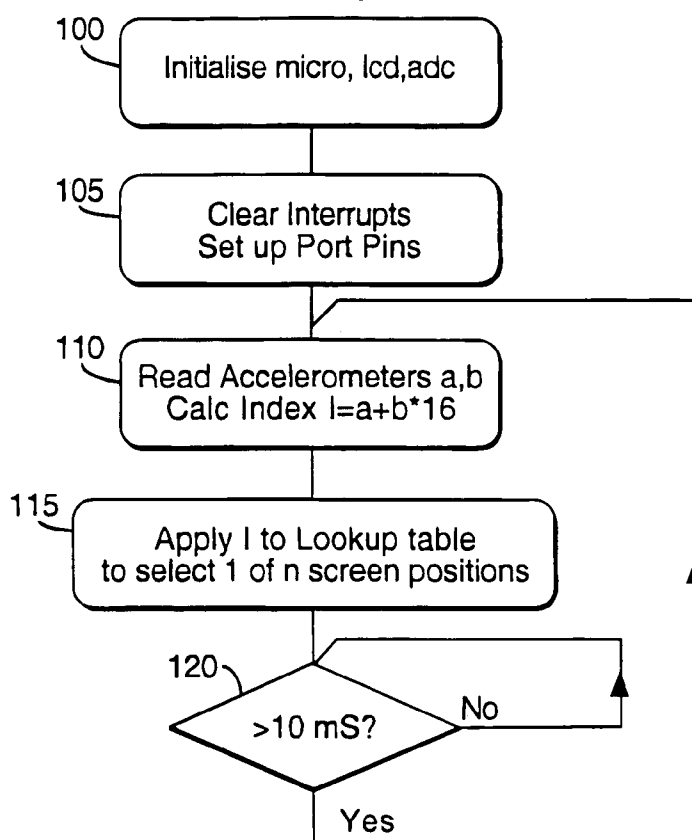 100
Initialise micro, lcd,adc
105
Clear Interrupts
Set up Port Pins
110
Read Accelerometers a,b
Calc Index I=a+b*16
115
Apply I to Lookup table
to select 1 of n screen positions
120
>10 mS?
No
Yes